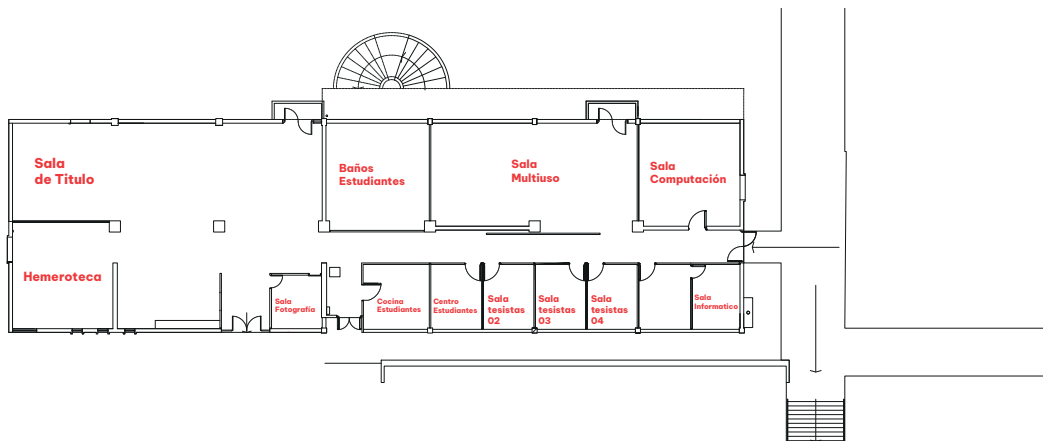 Sala
de Titulo
Baños
Estudiantes
Sala
Multiuso
Sala
Computación
Hemeroteca
Sala
Fotografía
Cocina
Estudiantes
Centro
Estudiantes
Sala
tesistas
02
Sala
tesistas
03
Sala
tesistas
04
Sala
Informatico